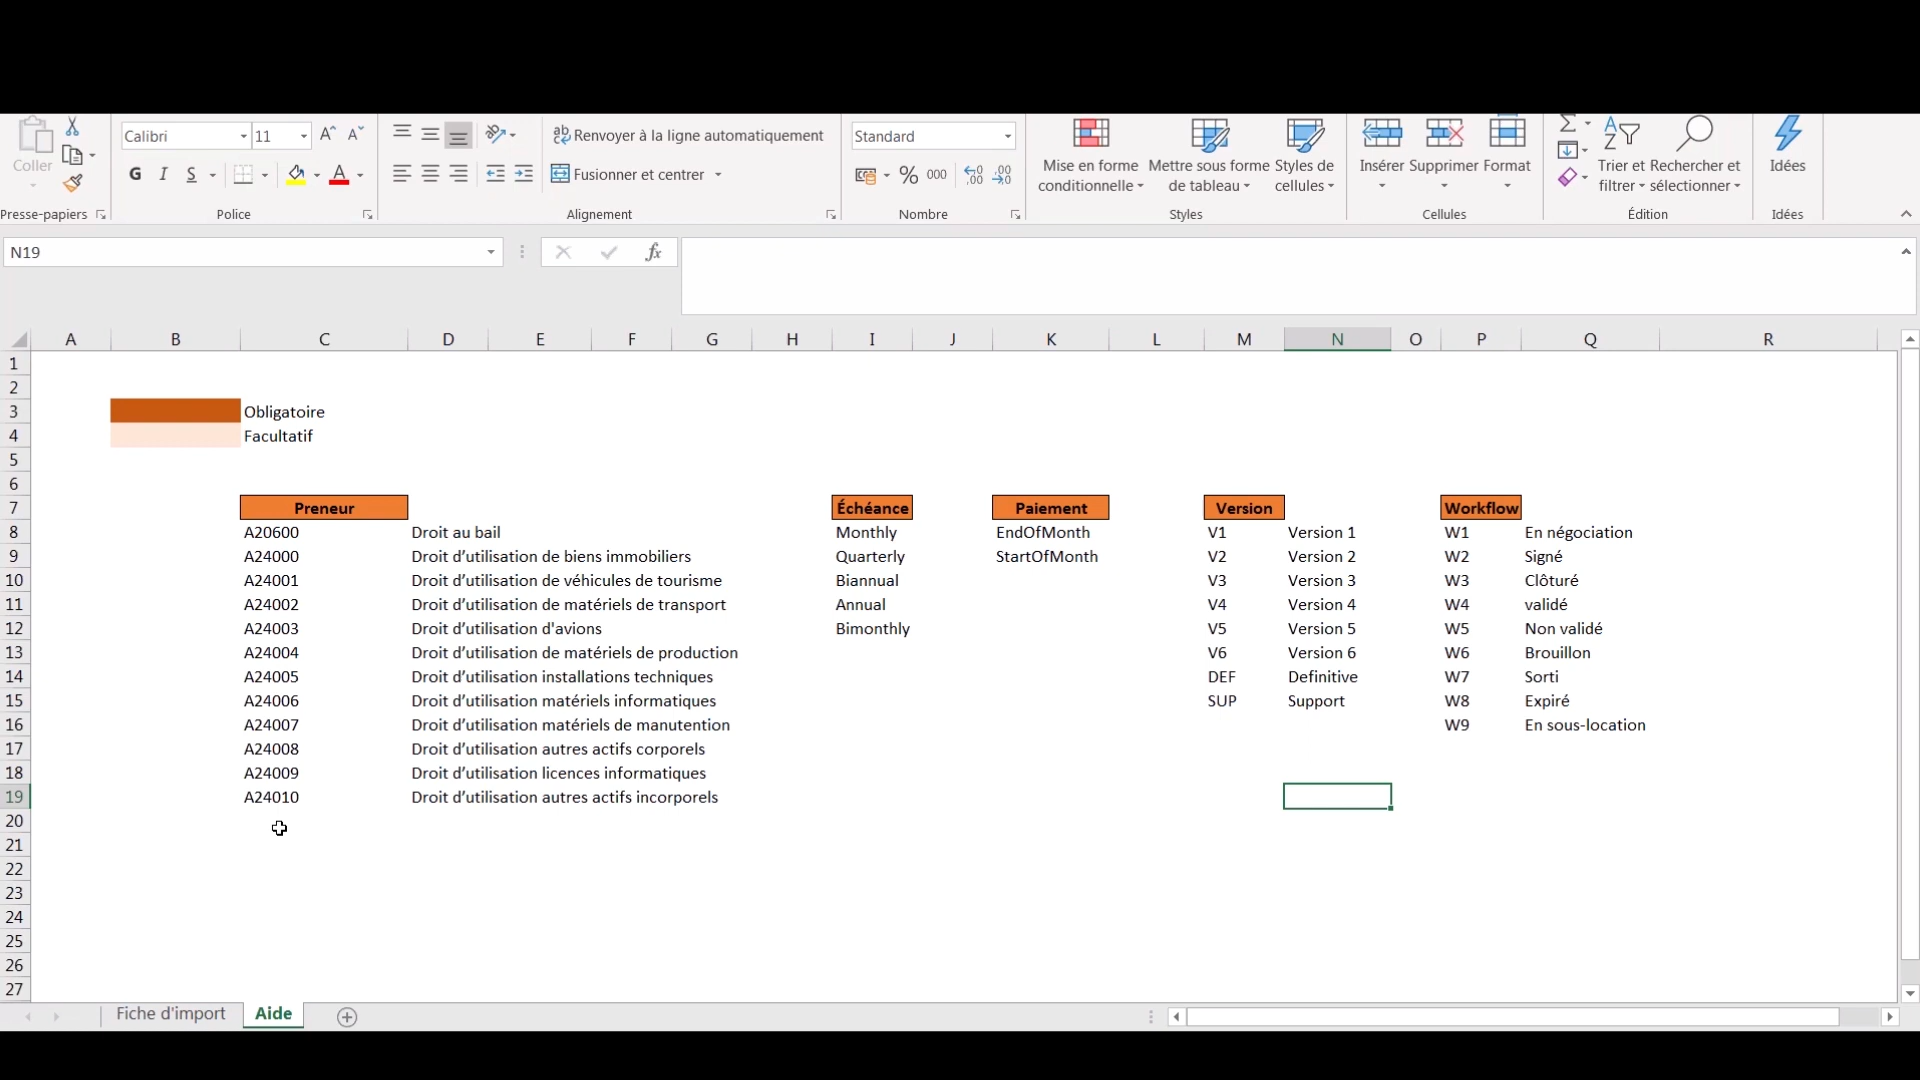 Calibri 11 Renvoyer à la ligne automatiquement Standard
Coller
G I S Fusionner et centrer % 000
Mise en forme conditionnelle
Mettre sous forme de tableau
Styles de cellules
Insérer Supprimer Format
Trier et filtrer
Rechercher et sélectionner
Idées
Presse-papiers Police Alignement Nombre Styles Cellules Édition Idées
N19 fx
A B C D E F G H I J K L M N O P Q R
1
2
3 Obligatoire
4 Facultatif
5
6
7 Preneur Échéance Paiement Version Workflow
8 A20600 Droit au bail Monthly EndOfMonth V1 Version 1 W1 En négociation
9 A24000 Droit d’utilisation de biens immobiliers Quarterly StartOfMonth V2 Version 2 W2 Signé
10 A24001 Droit d’utilisation de véhicules de tourisme Biannual V3 Version 3 W3 Clôturé
11 A24002 Droit d’utilisation de matériels de transport Annual V4 Version 4 W4 validé
12 A24003 Droit d’utilisation d'avions Bimonthly V5 Version 5 W5 Non validé
13 A24004 Droit d’utilisation de matériels de production V6 Version 6 W6 Brouillon
14 A24005 Droit d’utilisation installations techniques DEF Definitive W7 Sorti
15 A24006 Droit d’utilisation matériels informatiques SUP Support W8 Expiré
16 A24007 Droit d’utilisation matériels de manutention W9 En sous-location
17 A24008 Droit d’utilisation autres actifs corporels
18 A24009 Droit d’utilisation licences informatiques
19 A24010 Droit d’utilisation autres actifs incorporels
20
21
22
23
24
25
26
27
Fiche d'import Aide